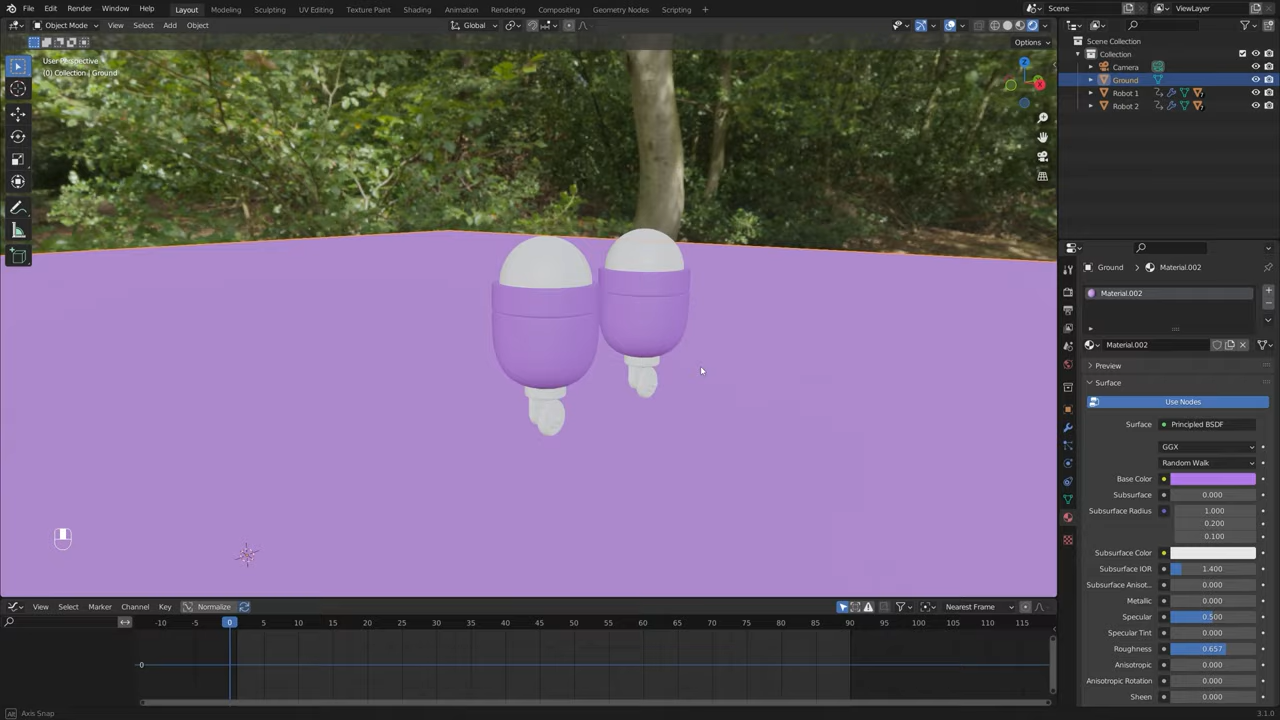 File Edit Render Window Help Layout Modeling Sculpting UV Editing Texture Paint Shading Animation Rendering Compositing Geometry Nodes Scripting Scene ViewLayer
Object Mode View Select Add Object Global
Options
User Perspective
(0) Collection | Ground
Z
X
Scene Collection
Collection
Camera
Ground
Robot 1
Robot 2
Ground Material.002
Material.002
Material.002
Preview
Surface
Use Nodes
Surface Principled BSDF
GGX
Random Walk
Base Color
Subsurface 0.000
Subsurface Radius 1.000
0.200
0.100
Subsurface Color
Subsurface IOR 1.400
Subsurface Anisot.. 0.000
Metallic 0.000
Specular 0.500
Specular Tint 0.000
Roughness 0.657
Anisotropic 0.000
Anisotropic Rotation 0.000
Sheen 0.000
View Select Marker Channel Key Normalize Nearest Frame
-10 -5 0 5 10 15 20 25 30 35 40 45 50 55 60 65 70 75 80 85 90 95 100 105 110 115
0
Axis Snap 3.1.0